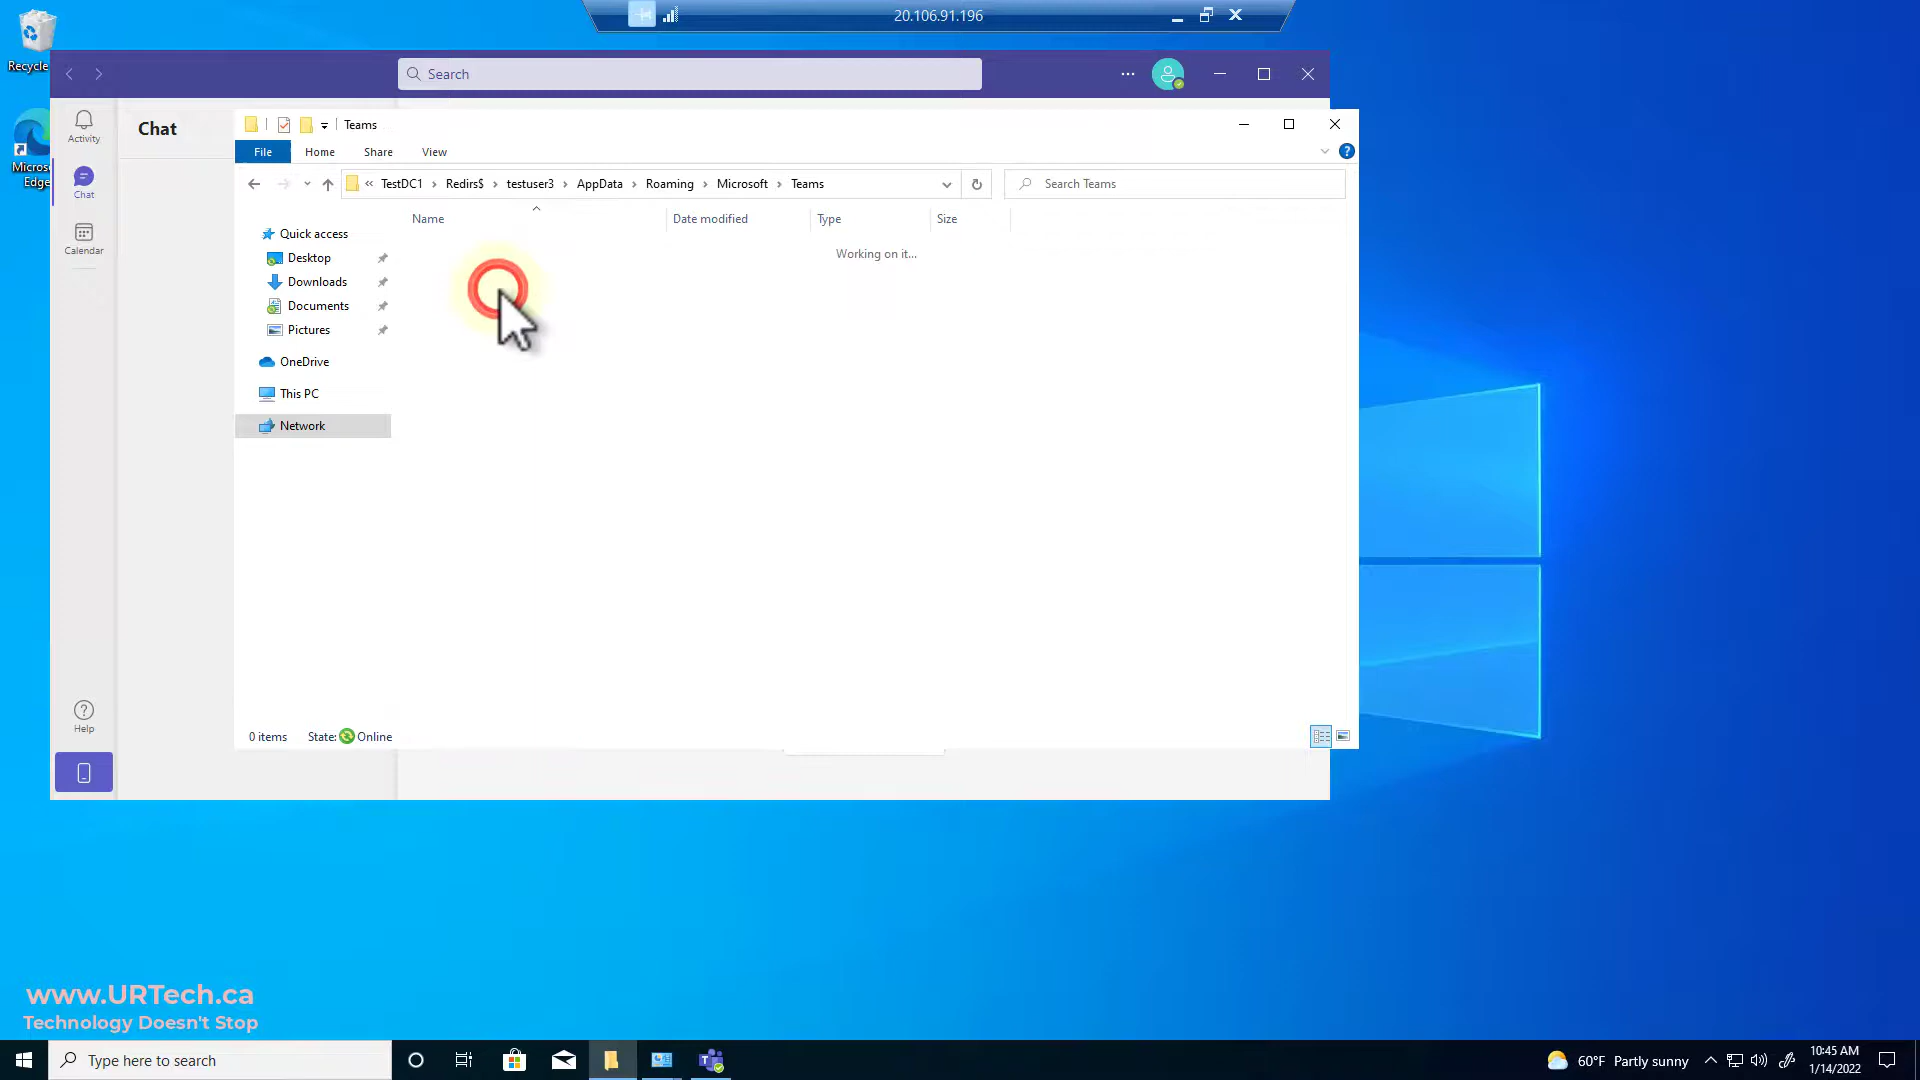 20.106.91.196
Recycle
Search
Activity
Chat
Teams
Chat
File
Home
Share
View
Microso
Edge
Calendar
« TestDC1 › Redirs$ › testuser3 › AppData › Roaming › Microsoft › Teams
Search Teams
Name
Date modified
Type
Size
Working on it...
Quick access
Desktop
Downloads
Documents
Pictures
OneDrive
This PC
Network
Help
0 items
State:
Online
www.URTech.ca
Technology Doesn't Stop
Type here to search
60°F Partly sunny
10:45 AM
1/14/2022